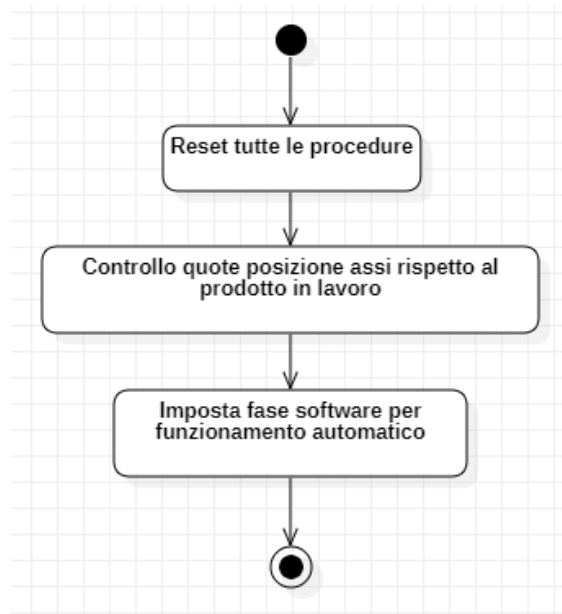 Reset tutte le procedure
Controllo quote posizione assi rispetto al
prodotto in lavoro
Imposta fase software per
funzionamento automatico